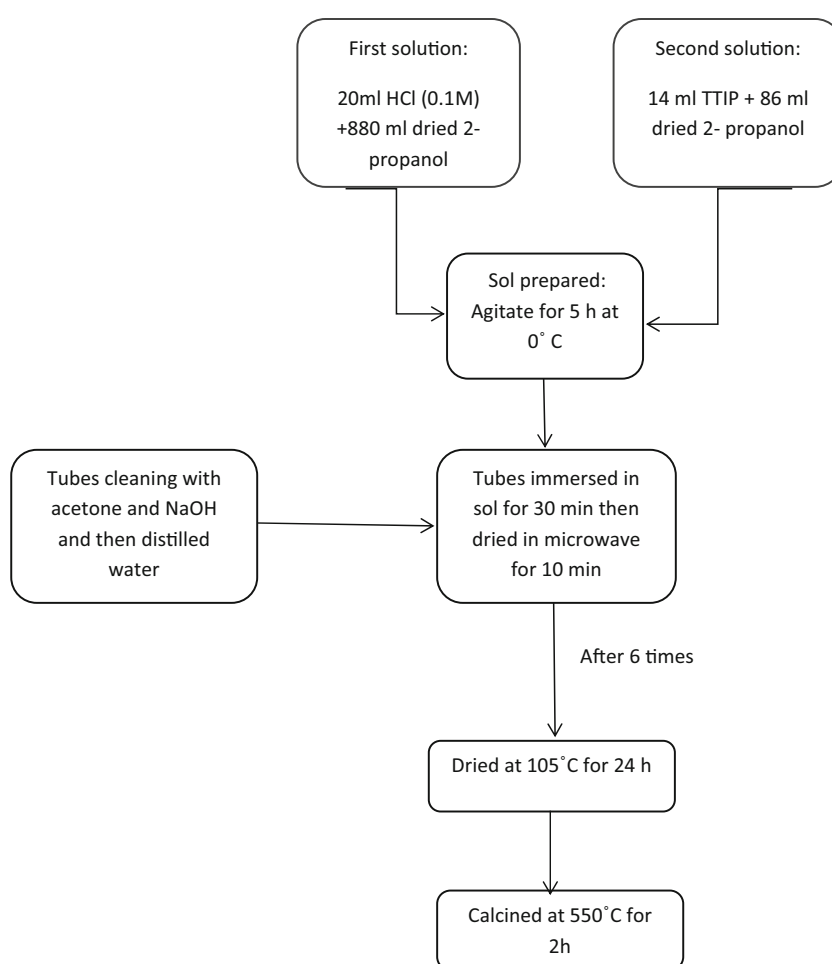 First solution:
20ml HCl (0.1M)
+880 ml dried 2-
propanol
Second solution:
14 ml TTIP + 86 ml
dried 2- propanol
Sol prepared:
Agitate for 5 h at
0° C
Tubes cleaning with
acetone and NaOH
and then distilled
water
Tubes immersed in
sol for 30 min then
dried in microwave
for 10 min
After 6 times
Dried at 105°C for 24 h
Calcined at 550°C for
2h